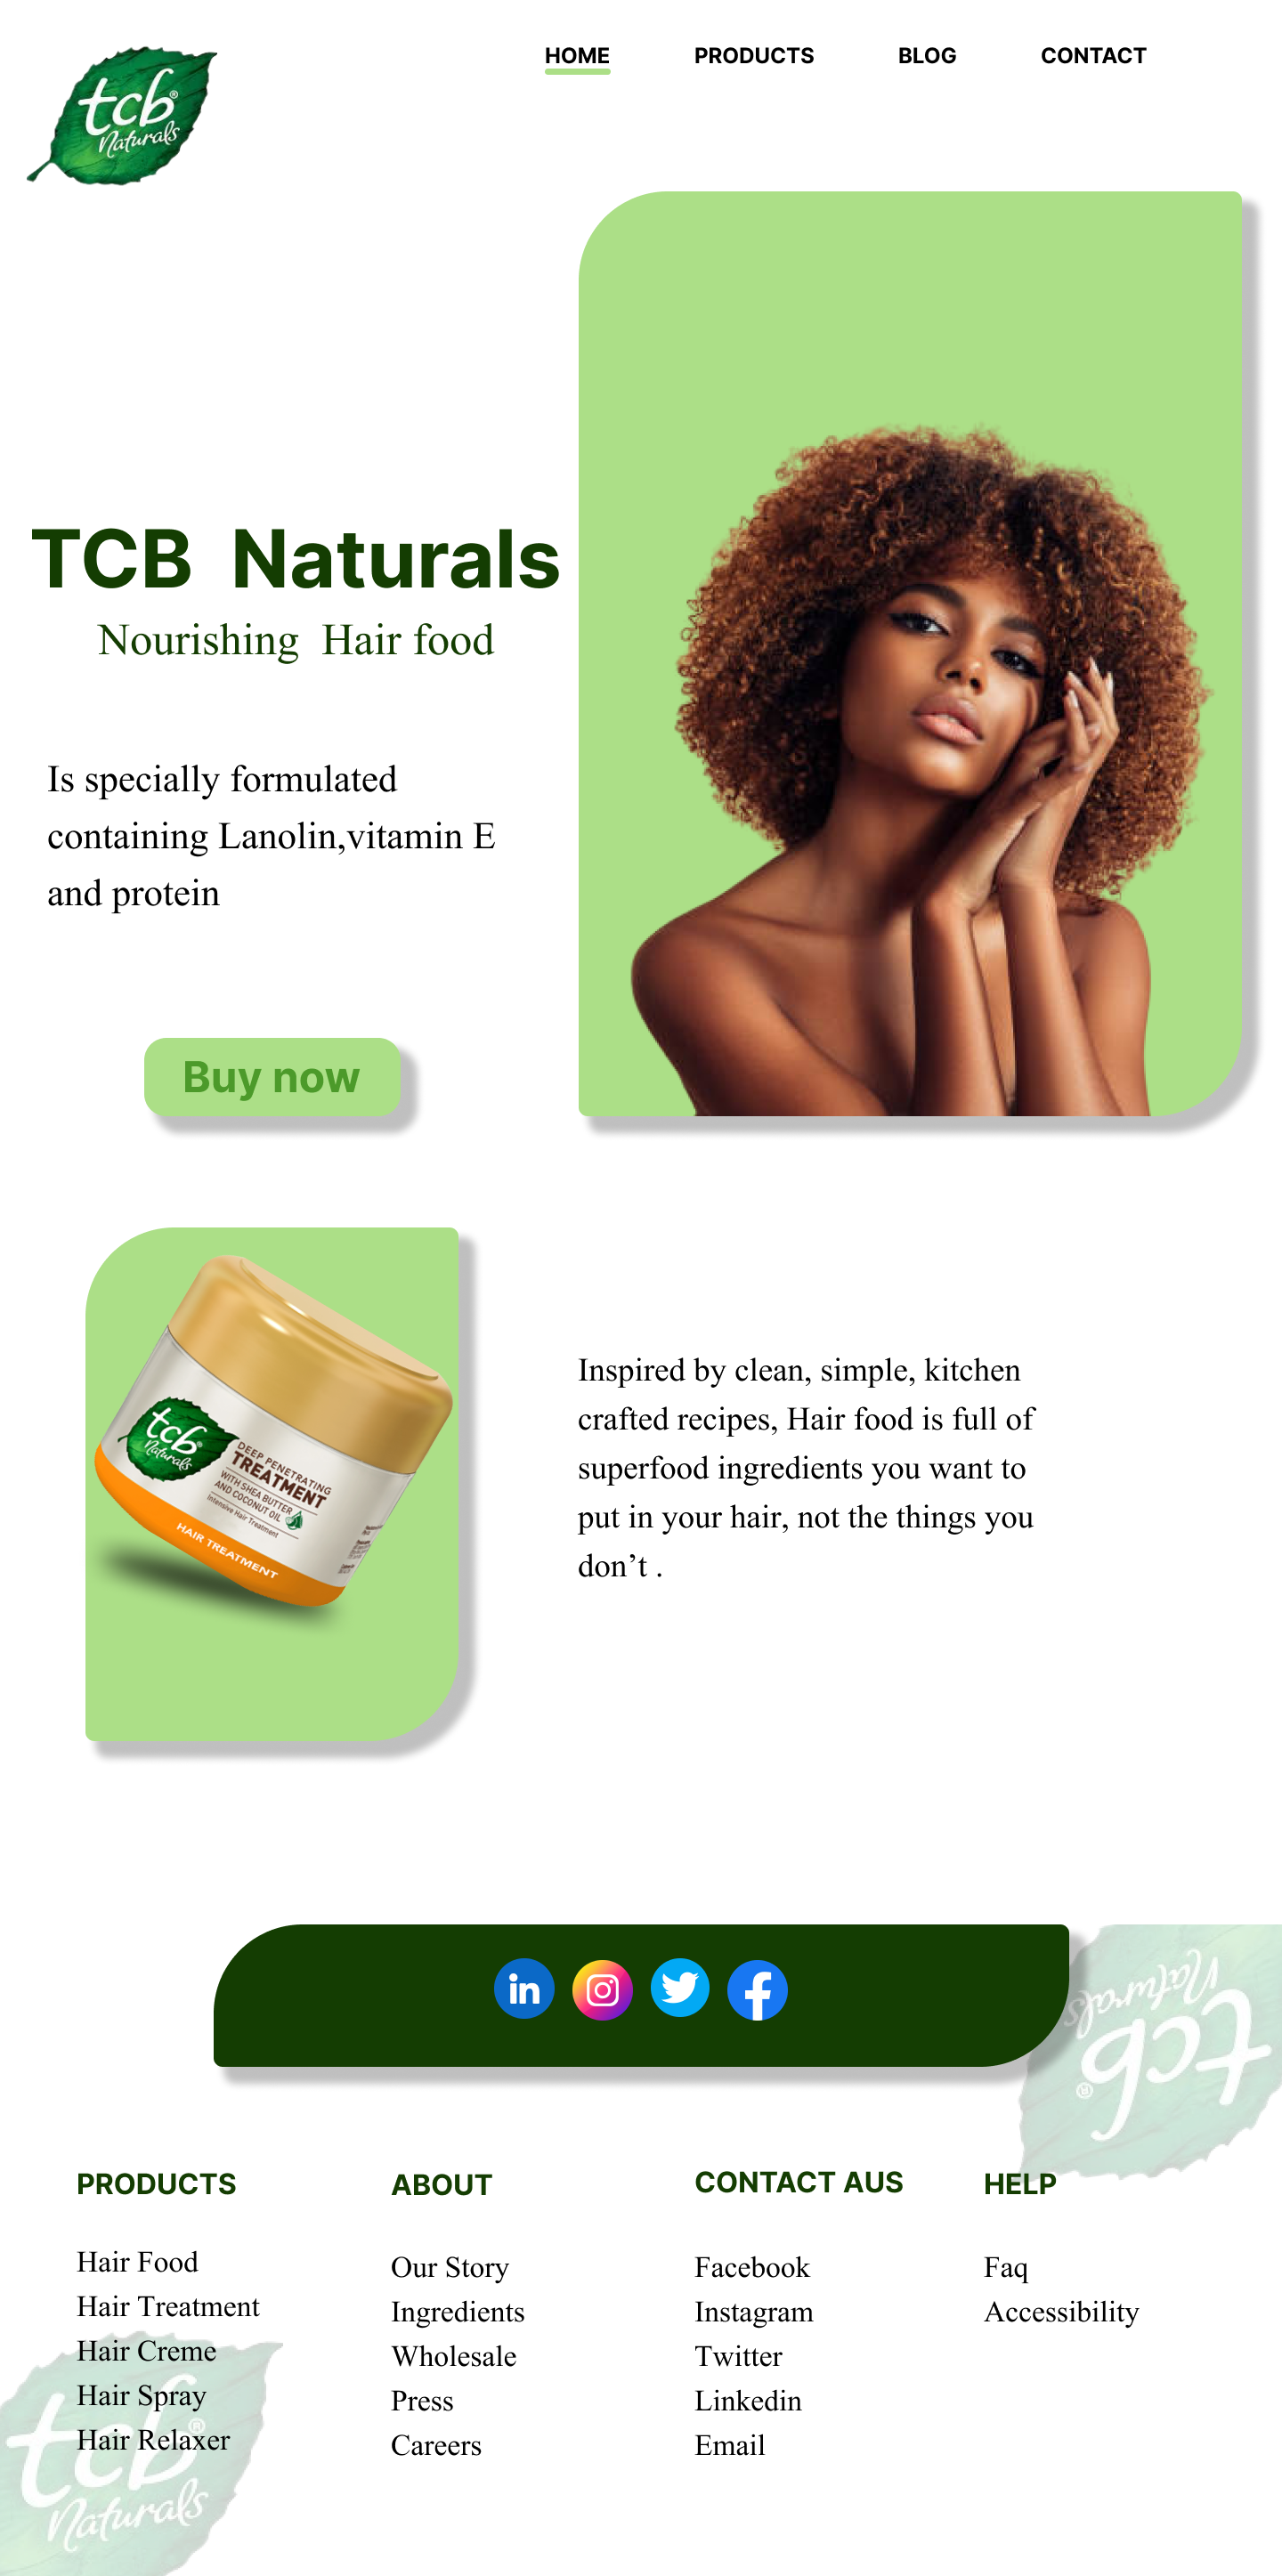 tcb®
Naturals
HOME PRODUCTS BLOG CONTACT
TCB Naturals
Nourishing Hair food
Is specially formulated
containing Lanolin,vitamin E
and protein
Buy now
tcb
Naturals
DEEP PENETRATING
TREATMENT
WITH SHEA BUTTER
AND COCONUT OIL
Intensive Hair Treatment
HAIR TREATMENT
Inspired by clean, simple, kitchen
crafted recipes, Hair food is full of
superfood ingredients you want to
put in your hair, not the things you
don’t .
in
tcb®
Naturals
PRODUCTS
Hair Food
Hair Treatment
Hair Creme
Hair Spray
Hair Relaxer
ABOUT
Our Story
Ingredients
Wholesale
Press
Careers
CONTACT AUS
Facebook
Instagram
Twitter
Linkedin
Email
HELP
Faq
Accessibility
tcb®
Naturals